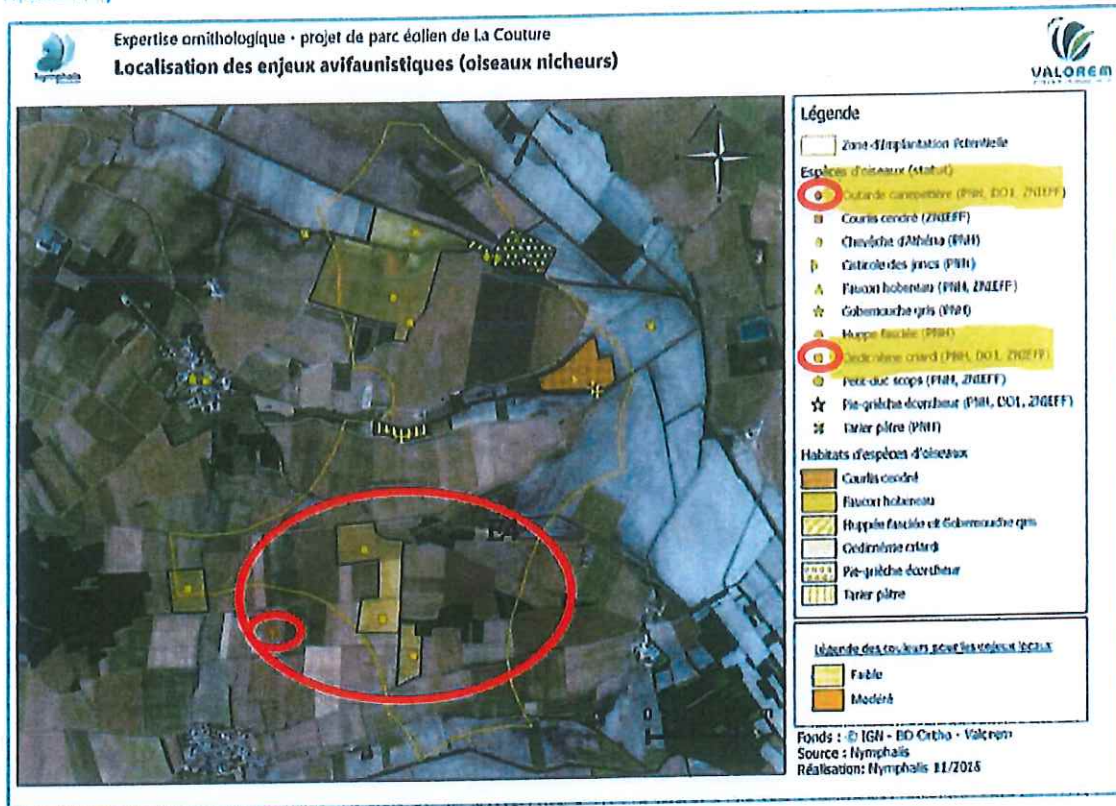 Expertise ornithologique · projet de parc éolien de La Couture
Localisation des enjeux avifaunistiques (oiseaux nicheurs)
Nymphalis
VALOREM
Légende
Zone d'Implantation Potentielle
Espèces d'oiseaux (statut)
Outarde canepetière (PNH, DO1, ZNIEFF)
Courlis cendré (ZNIEFF)
Chevêche d'Athéna (PNH)
Cisticole des joncs (PNH)
Faucon hobereau (PNH, ZNIEFF)
Gobemouche gris (PNH)
Huppe fasciée (PNH)
Oedicnème criard (PNH, DO1, ZNIEFF)
Petit-duc scops (PNH, ZNIEFF)
Pie-grièche écorcheur (PNH, DO1, ZNIEFF)
Tarier pâtre (PNH)
Habitats d'espèces d'oiseaux
Courlis cendré
Faucon hobereau
Huppée fasciée et Gobemouche gris
Oedicnème criard
Pie-grièche écorcheur
Tarier pâtre
Légende des couleurs pour les enjeux locaux
Faible
Modéré
Fonds : © IGN - BD Ortho - Valorem
Source : Nymphalis
Réalisation: Nymphalis 11/2016